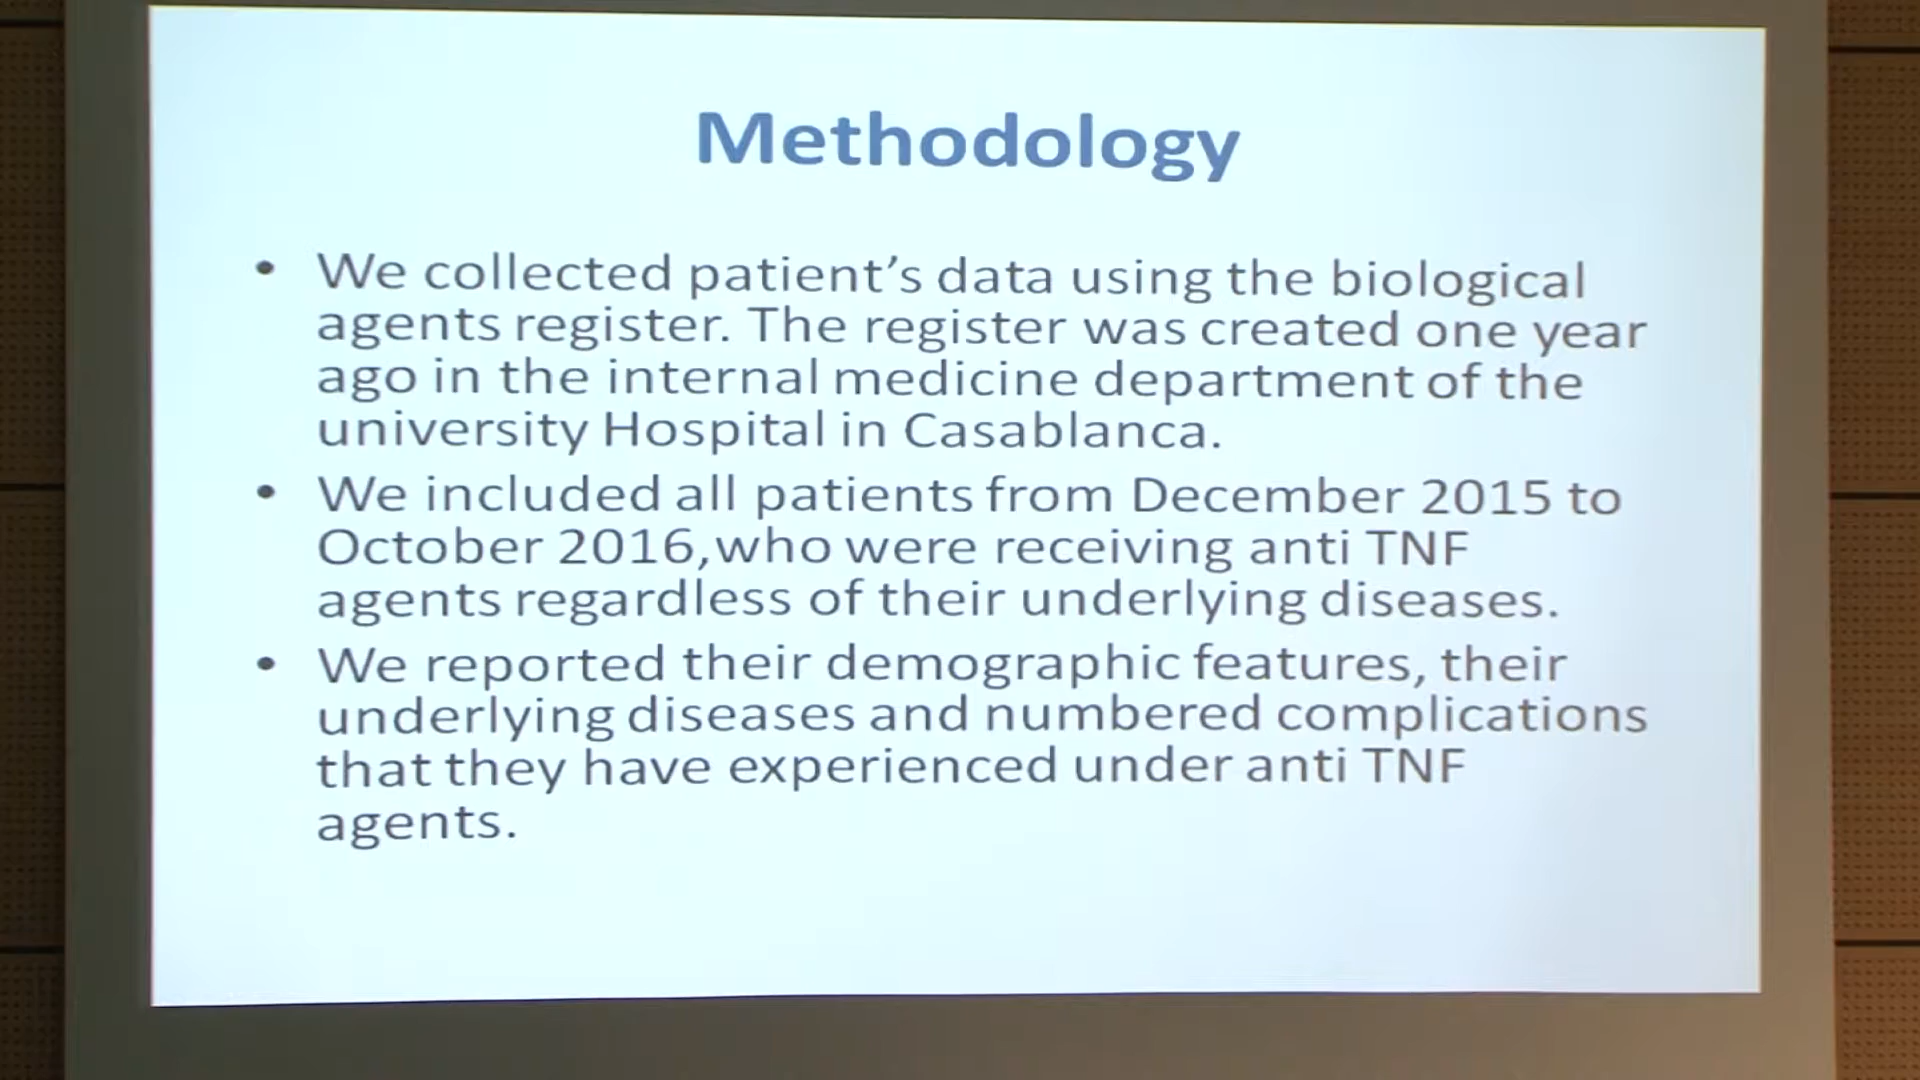 Methodology
• We collected patient's data using the biological
agents register. The register was created one year
ago in the internal medicine department of the
university Hospital in Casablanca.
• We included all patients from December 2015 to
October 2016,who were receiving anti TNF
agents regardless of their underlying diseases.
• We reported their demographic features, their
underlying diseases and numbered complications
that they have experienced under anti TNF
agents.